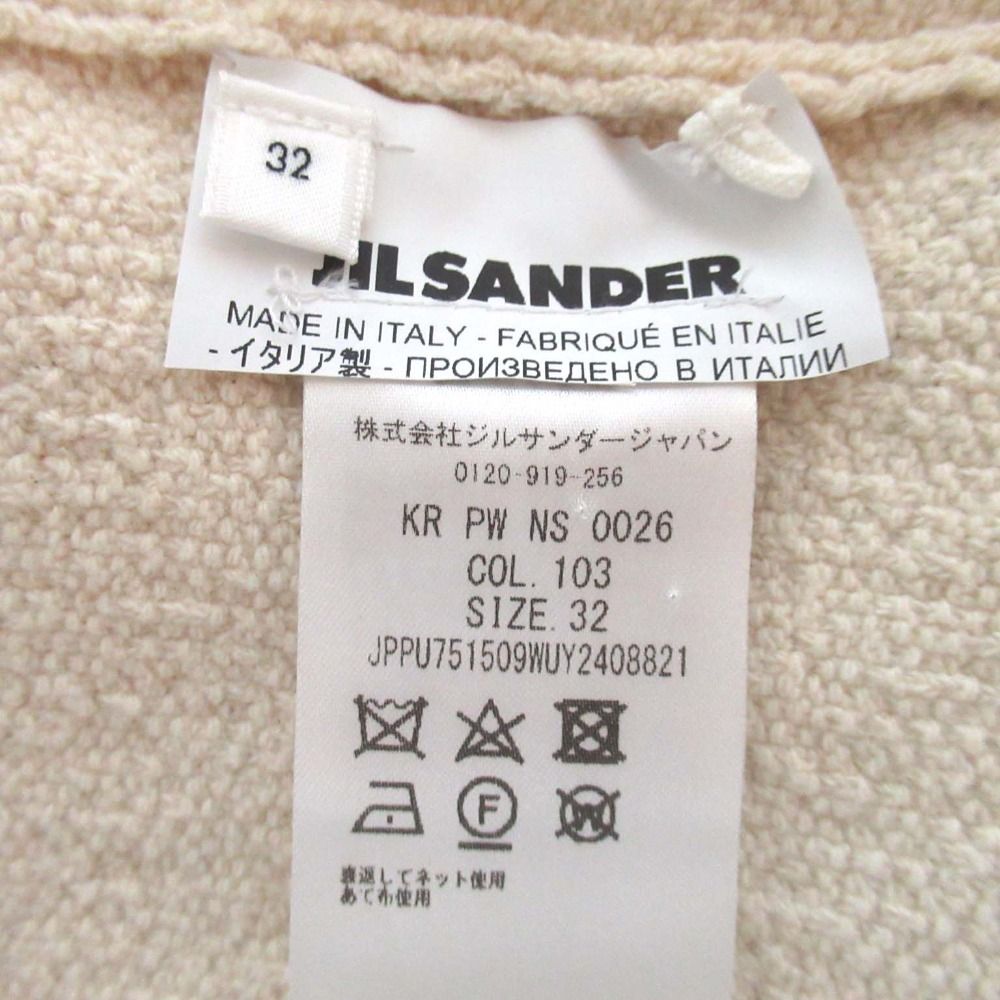 32
JIL SANDER
MADE IN ITALY - FABRIQUÉ EN ITALIE
- イタリア製 - ПРОИЗВЕДЕНО В ИТАЛИИ
株式会社ジルサンダージャパン
0120-919-256
KR PW NS 0026
COL. 103
SIZE. 32
JPPU751509WUY2408821
F
W
裏返してネット使用
あて布使用